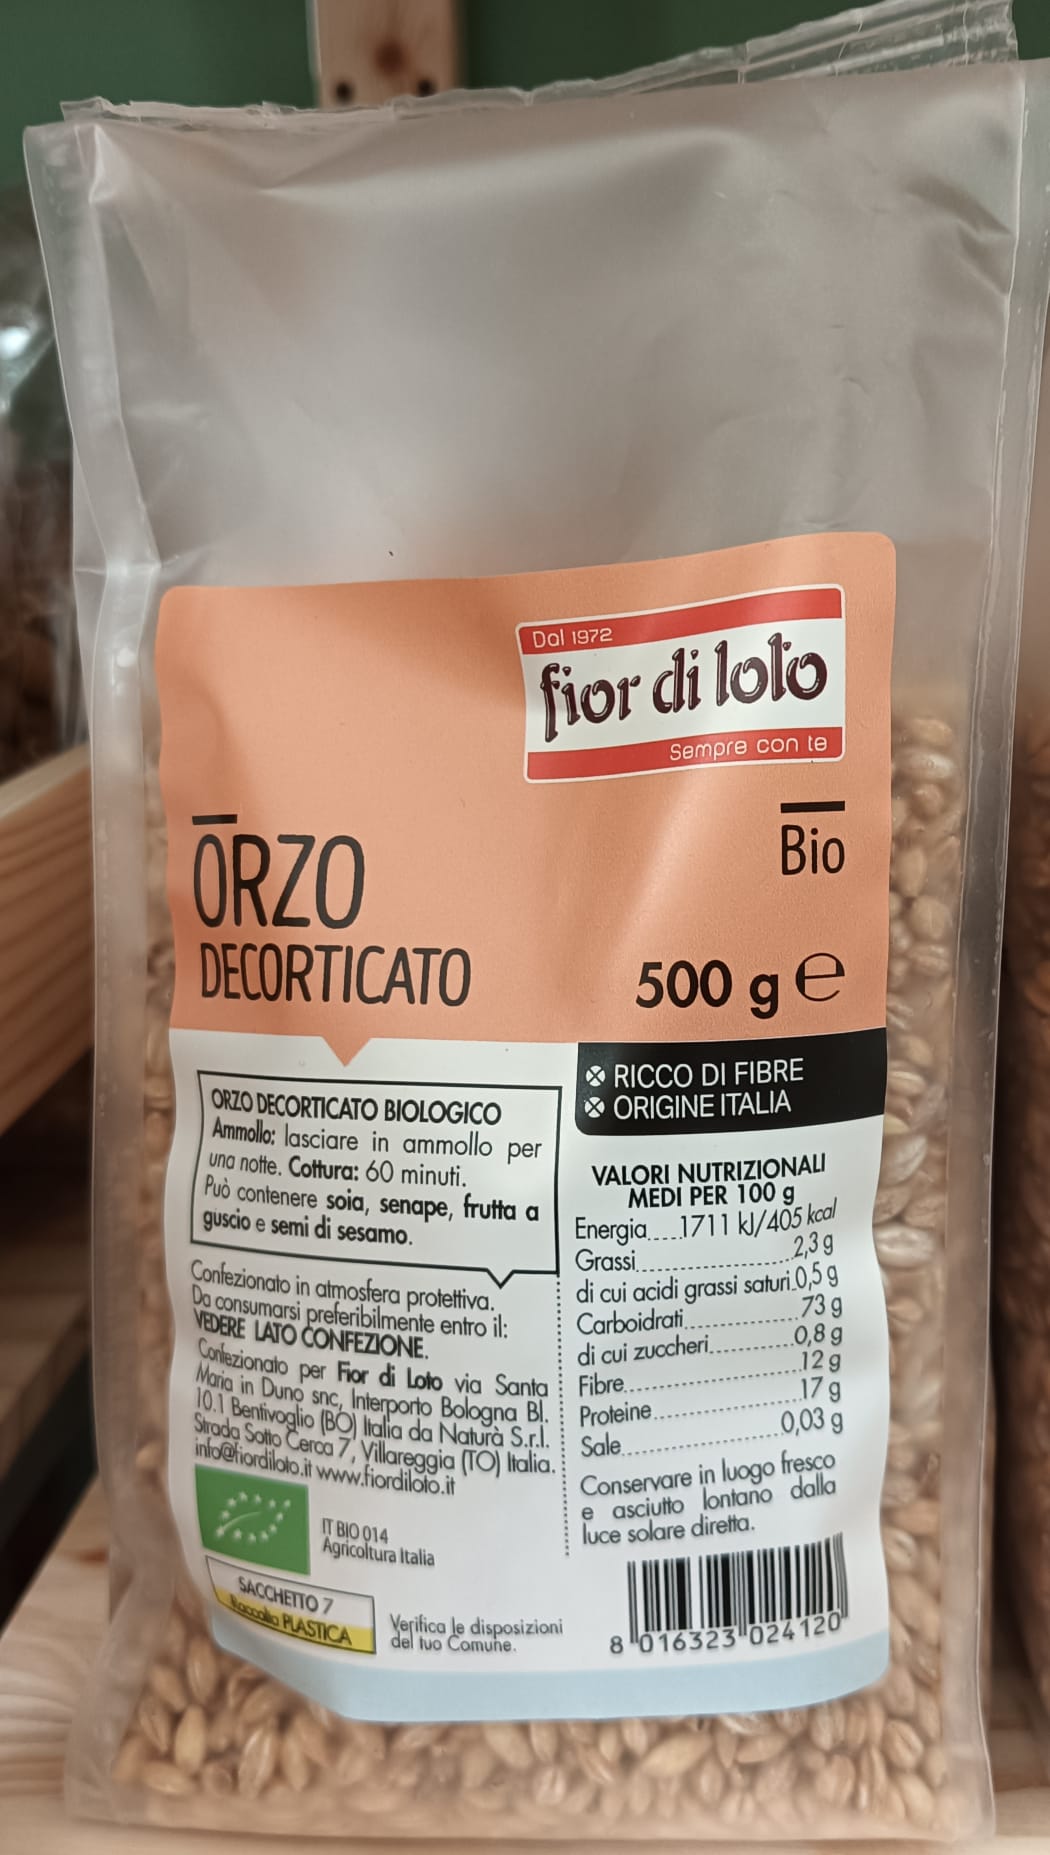 Dal 1972
fior di loto
Sempre con te
Bio
ORZO
DECORTICATO
500 g e
RICCO DI FIBRE
ORIGINE ITALIA
ORZO DECORTICATO BIOLOGICO
Ammollo: lasciare in ammollo per
una notte. Cottura: 60 minuti.
Può contenere soia, senape, frutta a
guscio e semi di sesamo.
Confezionato in atmosfera protettiva.
Da consumarsi preferibilmente entro il:
VEDERE LATO CONFEZIONE.
Confezionato per Fior di Loto via Santa
Maria in Duno snc, Interporto Bologna Bl.
10.1 Bentivoglio (BO) Italia da Naturà S.r.l.
Strada Sotto Cerca 7, Villareggia (TO) Italia.
info@fiordiloto.it www.fiordiloto.it
IT BIO 014
Agricoltura Italia
SACCHETTO 7
Raccolta PLASTICA
Verifica le disposizioni
del tuo Comune.
VALORI NUTRIZIONALI
MEDI PER 100 g
Energia.....1711 kJ/405 kcal
Grassi..................2,3 g
di cui acidi grassi saturi..0,5 g
Carboidrati..............73 g
di cui zuccheri...........0,8 g
Fibre....................12 g
Proteine.................17 g
Sale....................0,03 g
Conservare in luogo fresco
e asciutto lontano dalla
luce solare diretta.
8 016323 024120